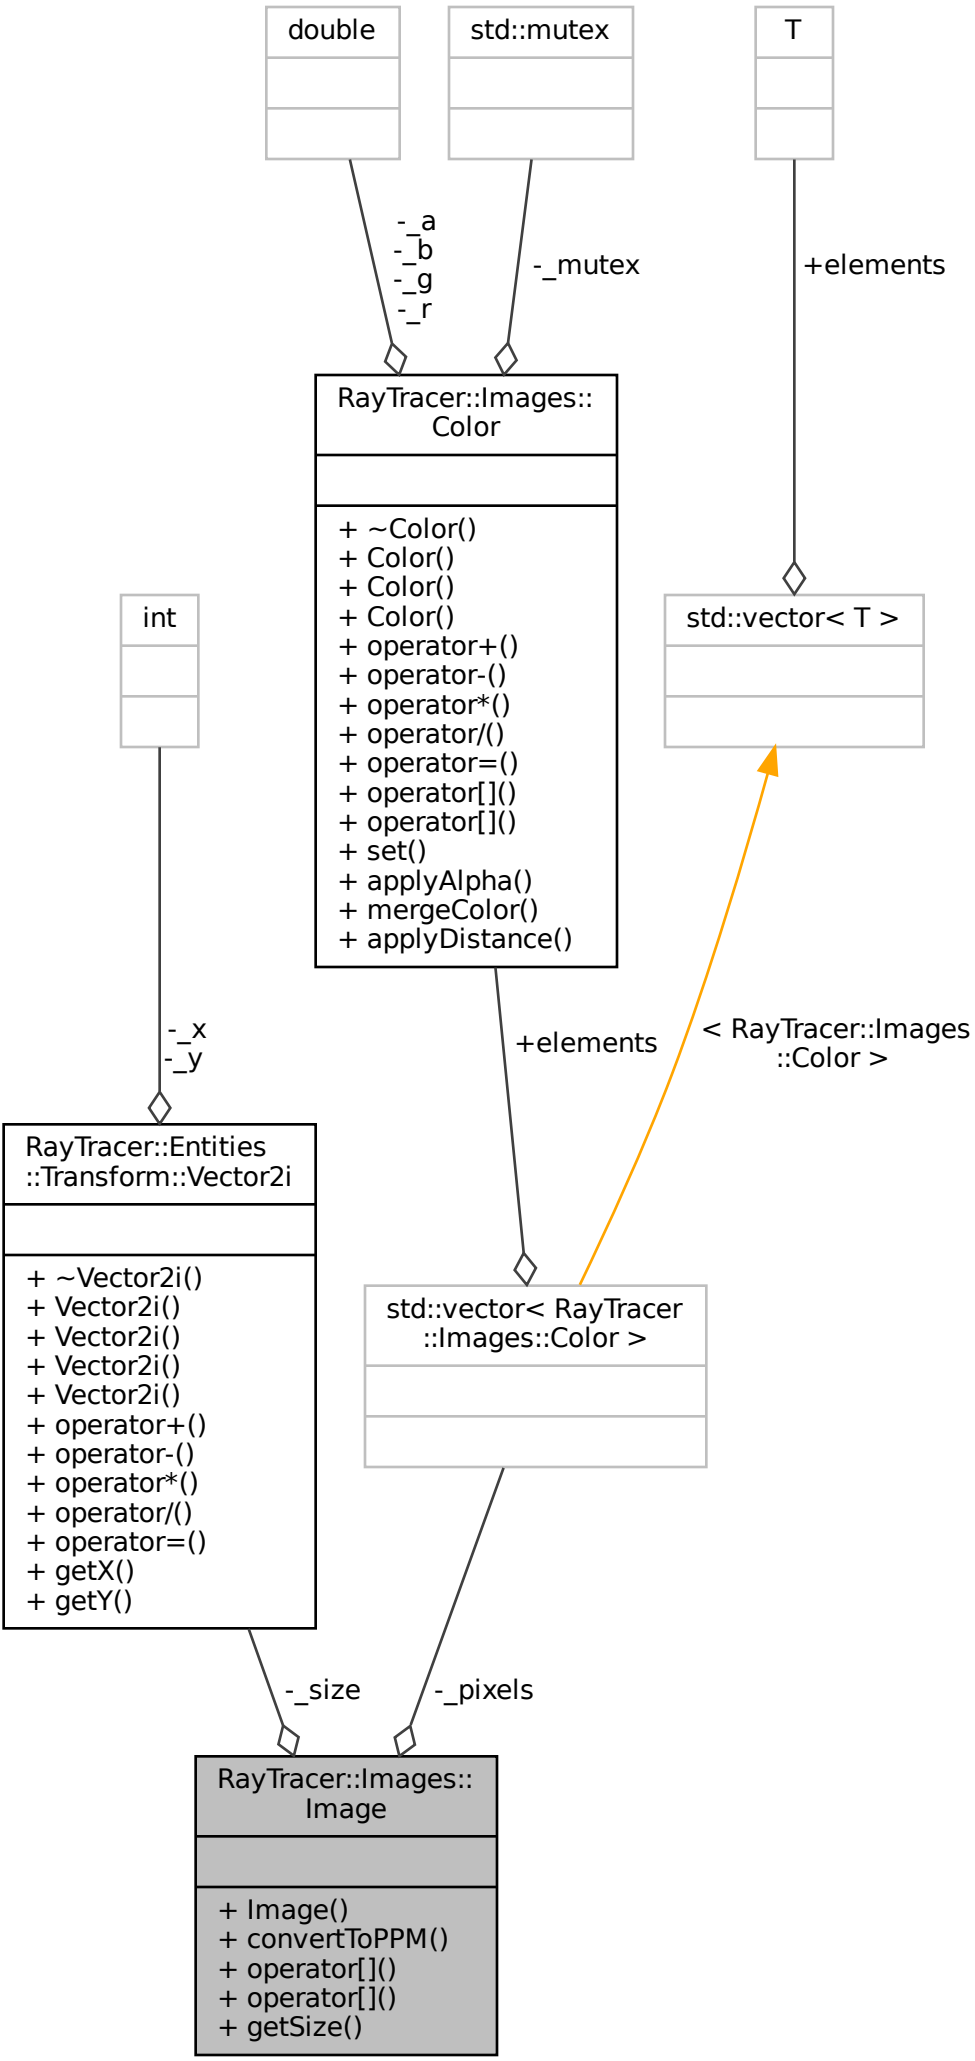 double
std::mutex
T
-_a
-_b
-_g
-_r
-_mutex
+elements
RayTracer::Images::
Color
+ ~Color()
+ Color()
+ Color()
+ Color()
+ operator+()
+ operator-()
+ operator*()
+ operator/()
+ operator=()
+ operator[]()
+ operator[]()
+ set()
+ applyAlpha()
+ mergeColor()
+ applyDistance()
int
std::vector< T >
-_x
-_y
+elements
< RayTracer::Images
::Color >
RayTracer::Entities
::Transform::Vector2i
+ ~Vector2i()
+ Vector2i()
+ Vector2i()
+ Vector2i()
+ Vector2i()
+ operator+()
+ operator-()
+ operator*()
+ operator/()
+ operator=()
+ getX()
+ getY()
std::vector< RayTracer
::Images::Color >
-_size
-_pixels
RayTracer::Images::
Image
+ Image()
+ convertToPPM()
+ operator[]()
+ operator[]()
+ getSize()